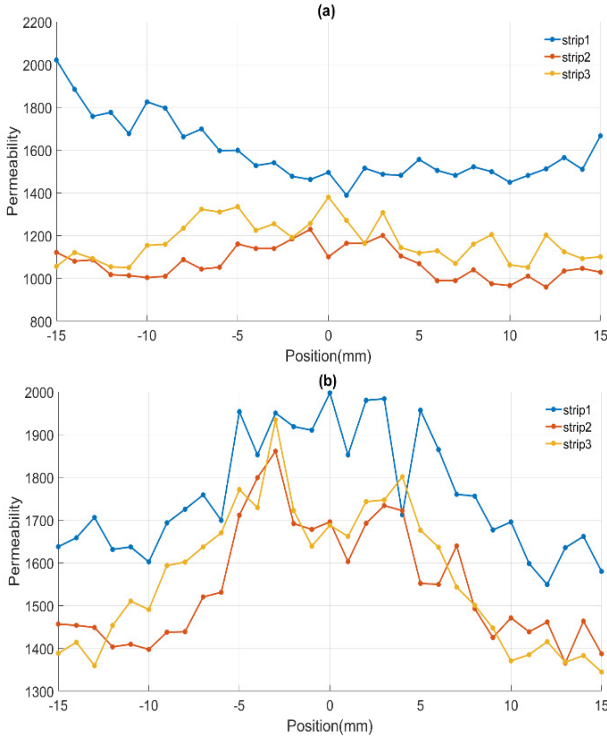 (a)
2200
2000
1800
1600
1400
1200
1000
800
Permeability
strip1
strip2
strip3
-15
-10
-5
0
5
10
15
Position(mm)
(b)
2000
1900
1800
1700
1600
1500
1400
1300
Permeability
strip1
strip2
strip3
-15
-10
-5
0
5
10
15
Position(mm)